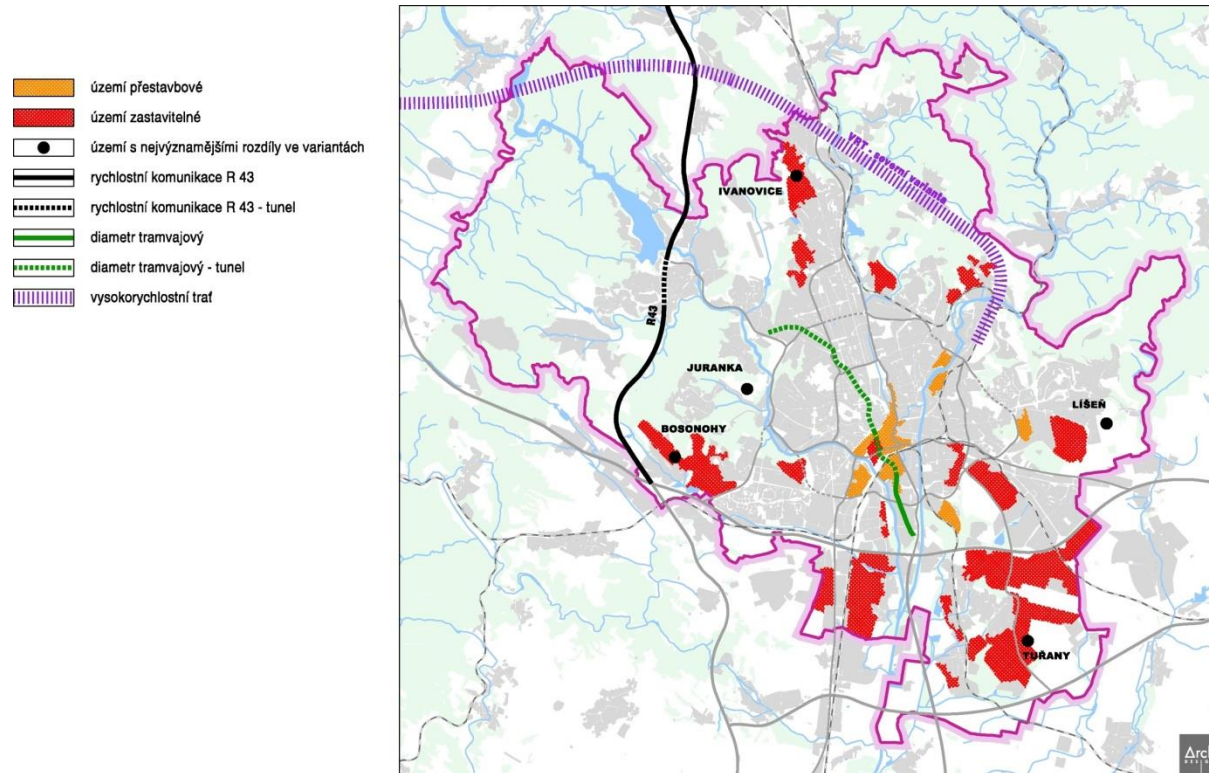 území přestavbové
území zastavitelné
území s nejvýznamějšími rozdíly ve variantách
rychlostní komunikace R 43
rychlostní komunikace R 43 - tunel
diametr tramvajový
diametr tramvajový - tunel
vysokorychlostní trať
VRT - severní varianta
IVANOVICE
R43
JURANKA
LÍŠEŇ
BOSONOHY
TUŘANY